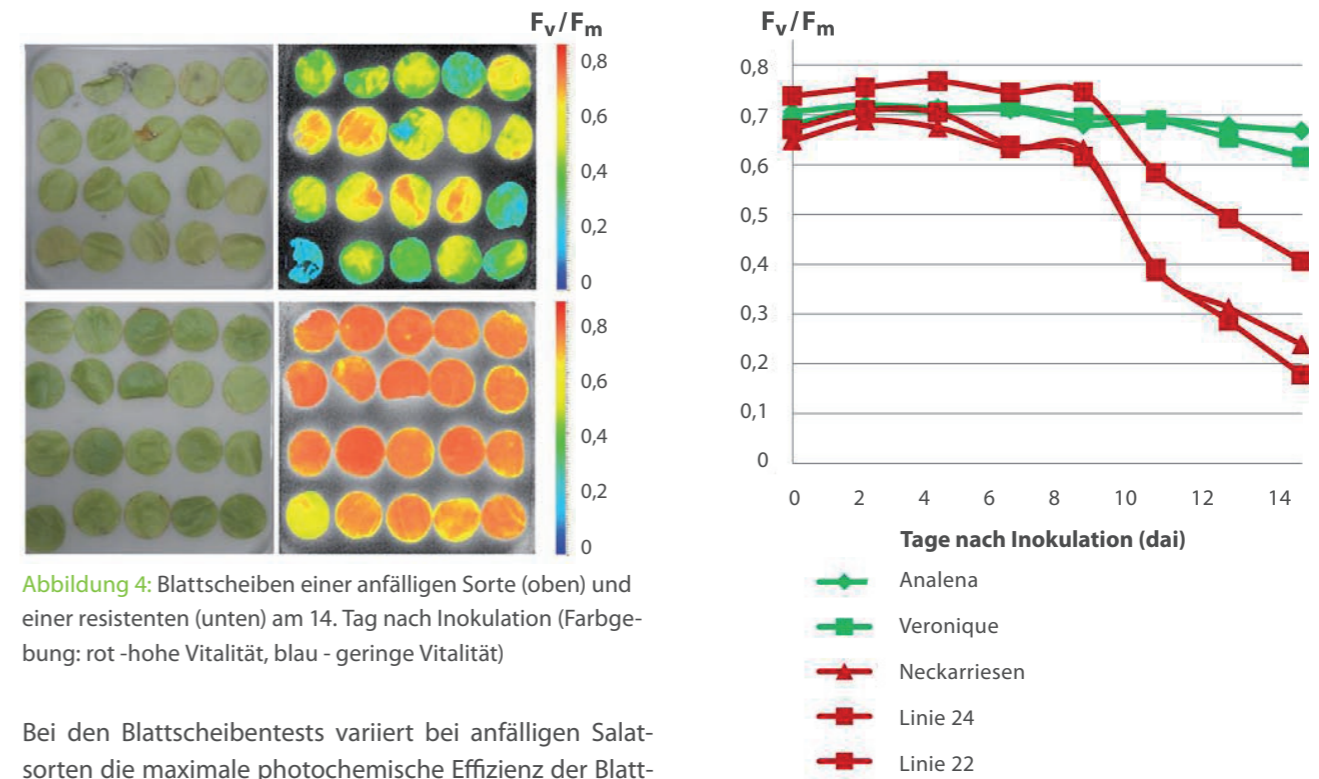 Fv/Fm
0,8
0,6
0,4
0,2
0
0,8
0,6
0,4
0,2
0
Abbildung 4: Blattscheiben einer anfälligen Sorte (oben) und
einer resistenten (unten) am 14. Tag nach Inokulation (Farbge-
bung: rot -hohe Vitalität, blau - geringe Vitalität)
Bei den Blattscheibentests variiert bei anfälligen Salat-
sorten die maximale photochemische Effizienz der Blatt-
Fv/Fm
0,8
0,7
0,6
0,5
0,4
0,3
0,2
0,1
0
0 2 4 6 8 10 12 14
Tage nach Inokulation (dai)
Analena
Veronique
Neckarriesen
Linie 24
Linie 22